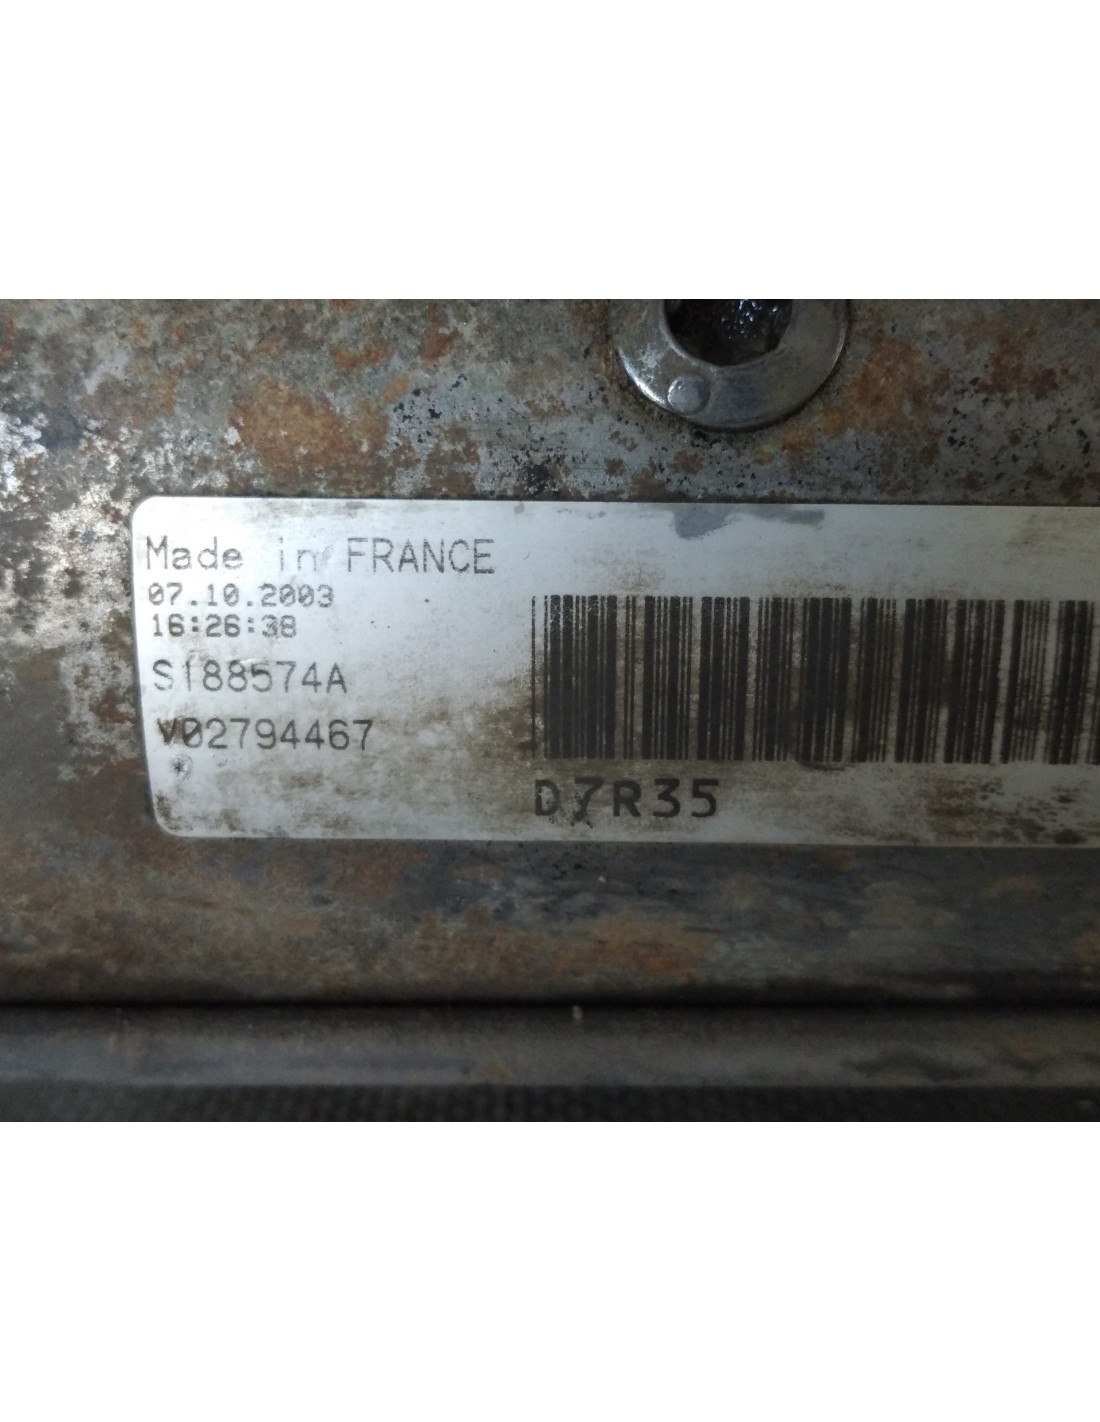 Made in FRANCE
07.10.2003
16:26:38
S188574A
V02794467
D7R35